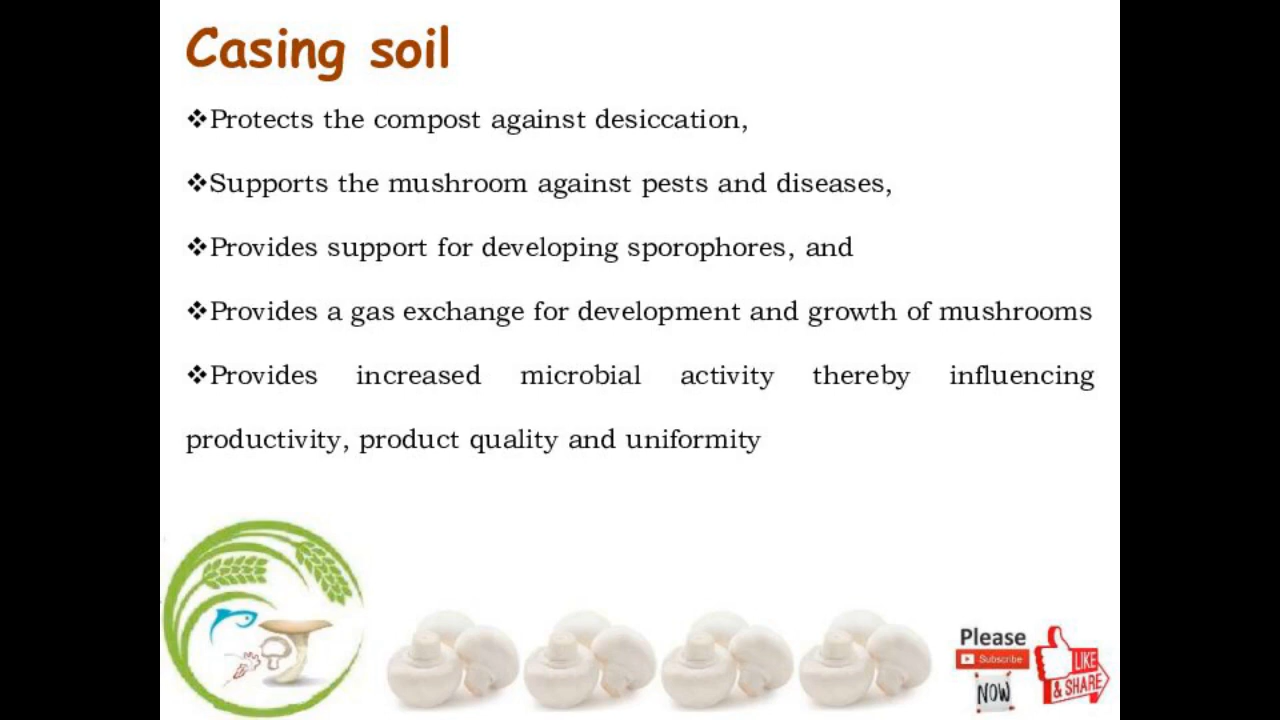 Casing soil
❖Protects the compost against desiccation,
❖Supports the mushroom against pests and diseases,
❖Provides support for developing sporophores, and
❖Provides a gas exchange for development and growth of mushrooms
❖Provides increased microbial activity thereby influencing
productivity, product quality and uniformity
Please
Subscribe
NOW
LIKE
& SHARE